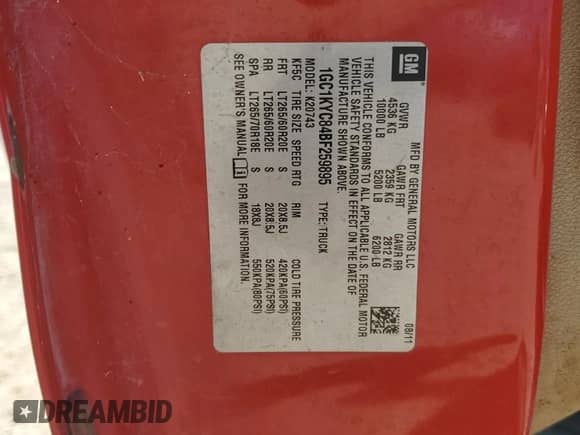 GM
MFD BY GENERAL MOTORS LLC
08/11
GVWR GAWR FRT GAWR RR
4536 KG 2359 KG 2812 KG
10000 LB 5200 LB 6200 LB
THIS VEHICLE CONFORMS TO ALL APPLICABLE U.S. FEDERAL MOTOR
VEHICLE SAFETY STANDARDS IN EFFECT ON THE DATE OF
MANUFACTURE SHOWN ABOVE.
1GC1KYC84BF259895 TYPE: TRUCK
MODEL: K20743
KF5C TIRE SIZE SPEED RTG RIM COLD TIRE PRESSURE
FRT LT265/60R20E S 20X8.5J 420KPA(60PSI)
RR LT265/60R20E S 20X8.5J 520KPA(75PSI)
SPA LT265/70R18E S 18X8J 550KPA(80PSI)
SEE OWNER'S MANUAL
DREAMBID